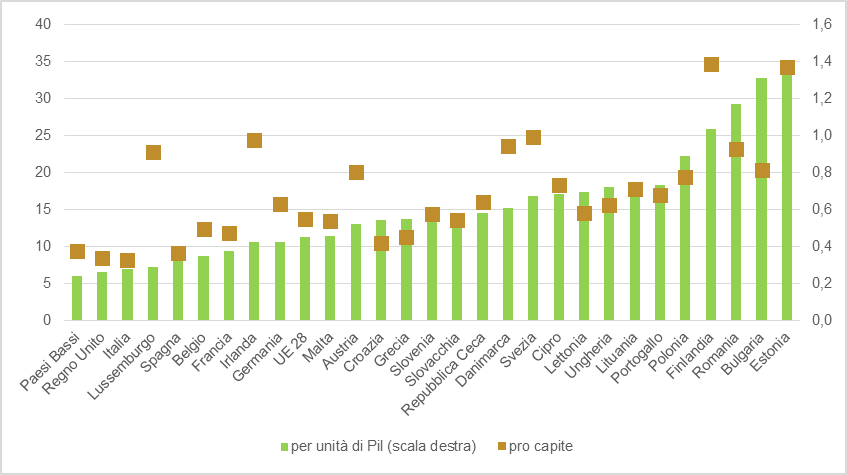 40
35
30
25
20
15
10
5
0
1,6
1,4
1,2
1,0
0,8
0,6
0,4
0,2
0,0
Paesi Bassi
Regno Unito
Italia
Lussemburgo
Spagna
Belgio
Francia
Irlanda
Germania
UE 28
Malta
Austria
Croazia
Grecia
Slovenia
Slovacchia
Repubblica Ceca
Danimarca
Svezia
Cipro
Lettonia
Ungheria
Lituania
Portogallo
Polonia
Finlandia
Romania
Bulgaria
Estonia
per unità di Pil (scala destra)
pro capite